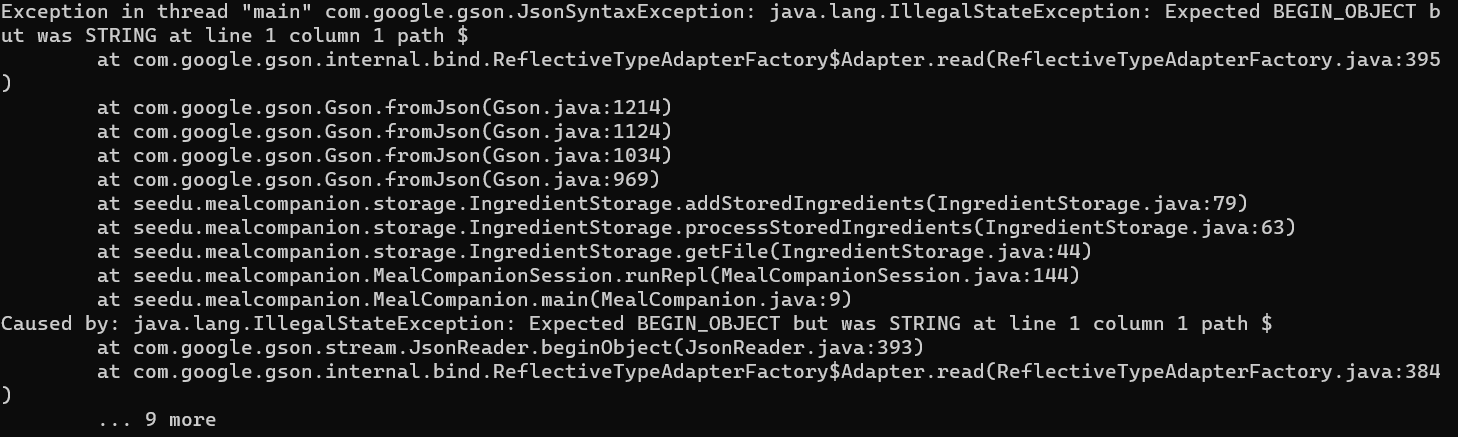 Exception in thread "main" com.google.gson.JsonSyntaxException: java.lang.IllegalStateException: Expected BEGIN_OBJECT b
ut was STRING at line 1 column 1 path $
        at com.google.gson.internal.bind.ReflectiveTypeAdapterFactory$Adapter.read(ReflectiveTypeAdapterFactory.java:395
)
        at com.google.gson.Gson.fromJson(Gson.java:1214)
        at com.google.gson.Gson.fromJson(Gson.java:1124)
        at com.google.gson.Gson.fromJson(Gson.java:1034)
        at com.google.gson.Gson.fromJson(Gson.java:969)
        at seedu.mealcompanion.storage.IngredientStorage.addStoredIngredients(IngredientStorage.java:79)
        at seedu.mealcompanion.storage.IngredientStorage.processStoredIngredients(IngredientStorage.java:63)
        at seedu.mealcompanion.storage.IngredientStorage.getFile(IngredientStorage.java:44)
        at seedu.mealcompanion.MealCompanionSession.runRepl(MealCompanionSession.java:144)
        at seedu.mealcompanion.MealCompanion.main(MealCompanion.java:9)
Caused by: java.lang.IllegalStateException: Expected BEGIN_OBJECT but was STRING at line 1 column 1 path $
        at com.google.gson.stream.JsonReader.beginObject(JsonReader.java:393)
        at com.google.gson.internal.bind.ReflectiveTypeAdapterFactory$Adapter.read(ReflectiveTypeAdapterFactory.java:384
)
        ... 9 more